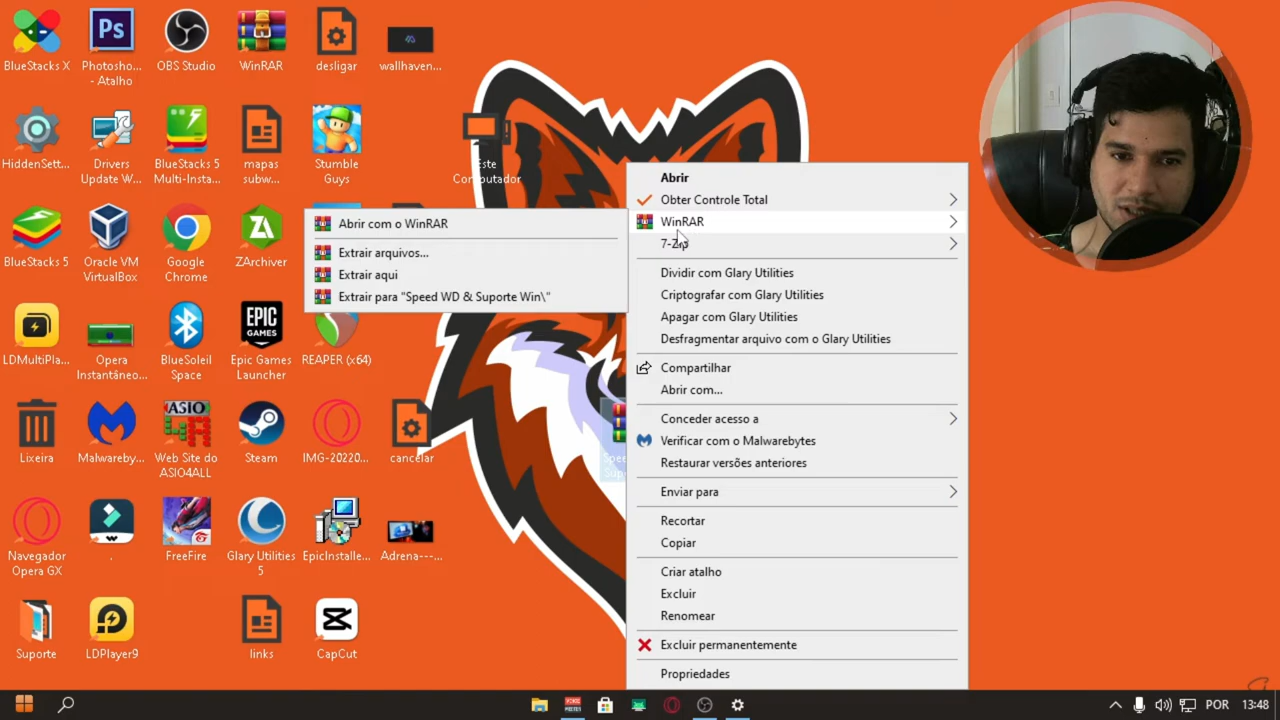 BlueStacks X
Ps
Photosho...
- Atalho
OBS Studio
WinRAR
desligar
wallhaven...
HiddenSett...
Drivers
Update W...
BlueStacks 5
Multi-Insta...
mapas
subw...
Stumble
Guys
Este
Computador
BlueStacks 5
Oracle VM
VirtualBox
Google
Chrome
ZArchiver
LDMultiPla...
Opera
Instantâneo...
BlueSoleil
Space
EPIC
GAMES
Epic Games
Launcher
REAPER (x64)
Lixeira
Malwareby...
ASIO
Web Site do
ASIO4ALL
Steam
IMG-20220...
cancelar
Navegador
Opera GX
.
FreeFire
Glary Utilities
5
EpicInstalle...
Adrena---...
Suporte
LDPlayer9
links
CapCut
Abrir com o WinRAR
Extrair arquivos...
Extrair aqui
Extrair para "Speed WD & Suporte Win\"
Abrir
Obter Controle Total
WinRAR
7-Zip
Dividir com Glary Utilities
Criptografar com Glary Utilities
Apagar com Glary Utilities
Desfragmentar arquivo com o Glary Utilities
Compartilhar
Abrir com...
Conceder acesso a
Verificar com o Malwarebytes
Restaurar versões anteriores
Enviar para
Recortar
Copiar
Criar atalho
Excluir
Renomear
Excluir permanentemente
Propriedades
POR
13:48